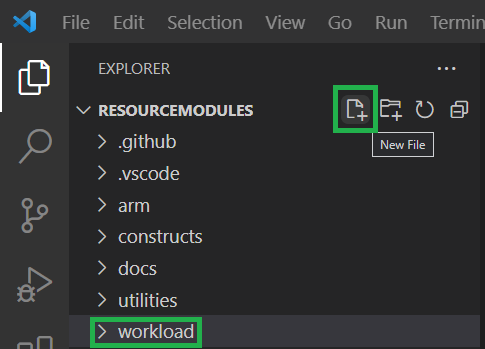 File Edit Selection View Go Run Termin
EXPLORER
RESOURCEMODULES
New File
.github
.vscode
arm
constructs
docs
utilities
workload